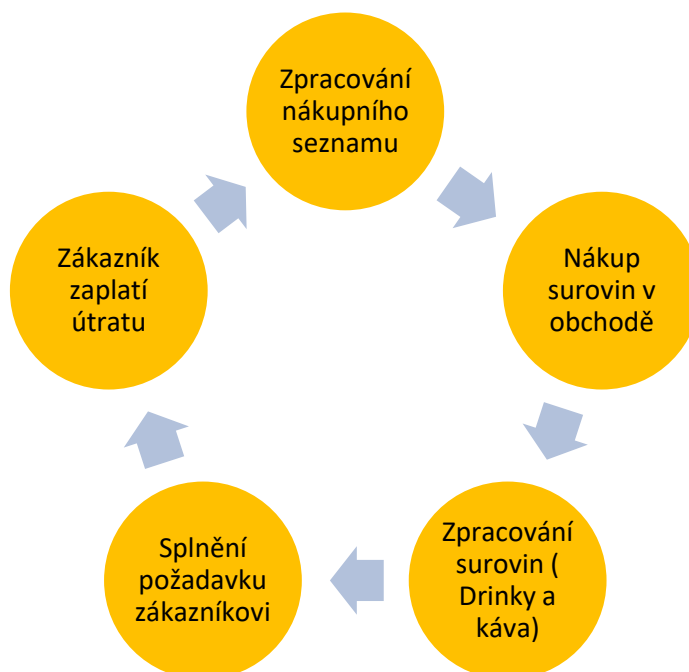 Zpracování
nákupního
seznamu
Nákup
surovin v
obchodě
Zpracování
surovin (
Drinky a
káva)
Splnění
požadavku
zákazníkovi
Zákazník
zaplatí
útratu